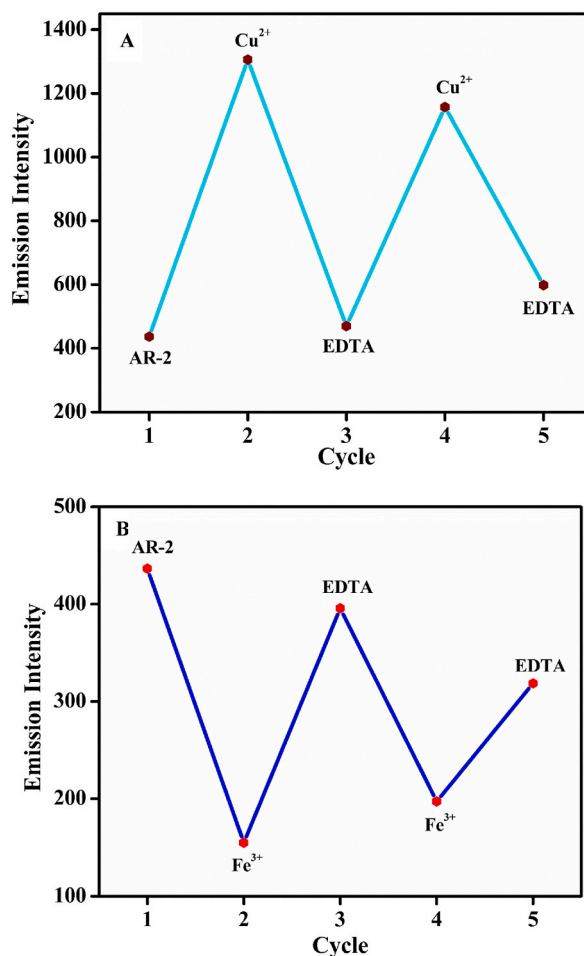 A
1400
1200
1000
800
600
400
200
Emission Intensity
Cu²⁺
Cu²⁺
AR-2
EDTA
EDTA
1 2 3 4 5
Cycle
B
500
400
300
200
100
Emission Intensity
AR-2
EDTA
EDTA
Fe³⁺
Fe³⁺
1 2 3 4 5
Cycle